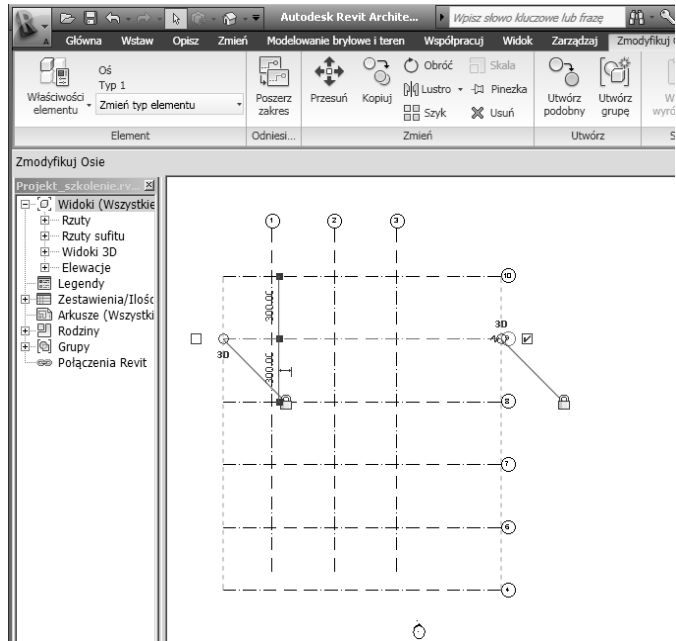 Autodesk Revit Archite... Wpisz słowo kluczowe lub frazę
Główna Wstaw Opisz Zmień Modelowanie bryłowe i teren Współpracuj Widok Zarządzaj Zmodyfikuj
Właściwości elementu
Oś
Typ 1
Zmień typ elementu
Poszerz zakres
Przesuń
Kopiuj
Obróć
Lustro
Szyk
Skala
Pinezka
Usuń
Utwórz podobny
Utwórz grupę
Element Odniesi... Zmień Utwórz
Zmodyfikuj Osie
Projekt_szkolenie.rv...
Widoki (Wszystkie
Rzuty
Rzuty sufitu
Widoki 3D
Elewacje
Legendy
Zestawienia/Ilośc
Arkusze (Wszystki
Rodziny
Grupy
Połączenia Revit
1 2 3
10
300.00
3D
9
3D
300.00
8
7
6